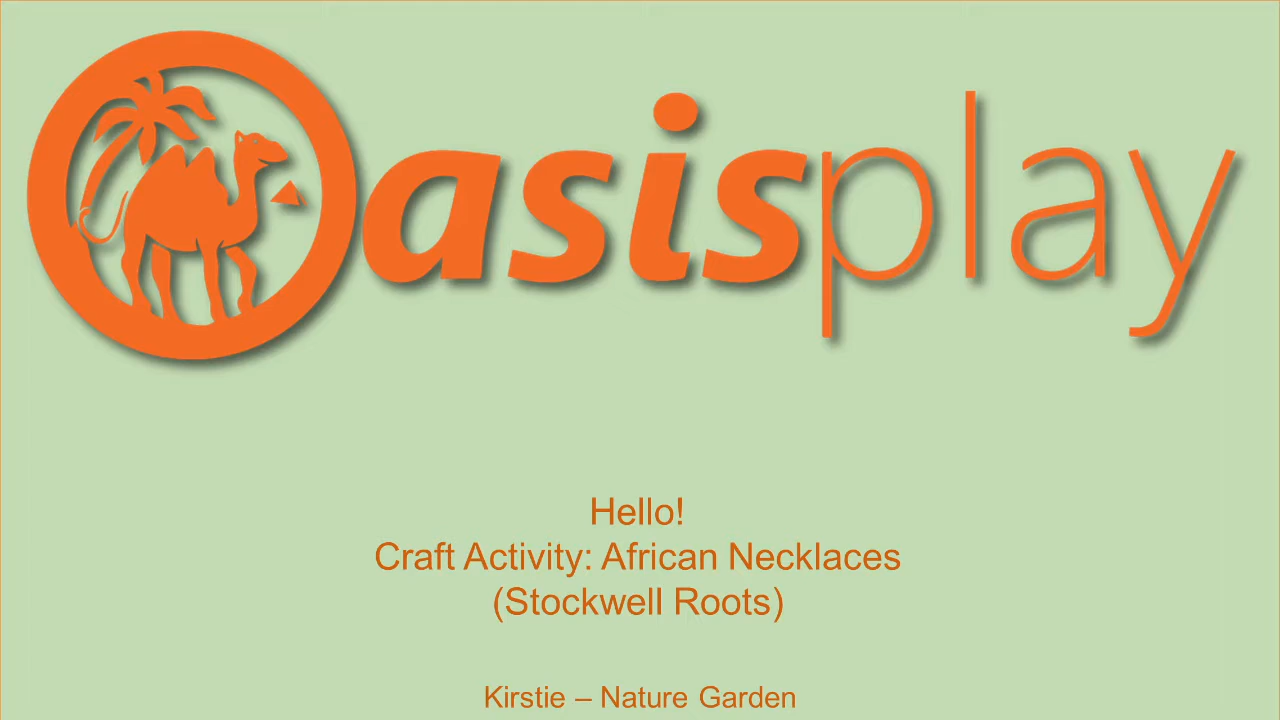 Oasisplay
Hello!
Craft Activity: African Necklaces
(Stockwell Roots)
Kirstie – Nature Garden